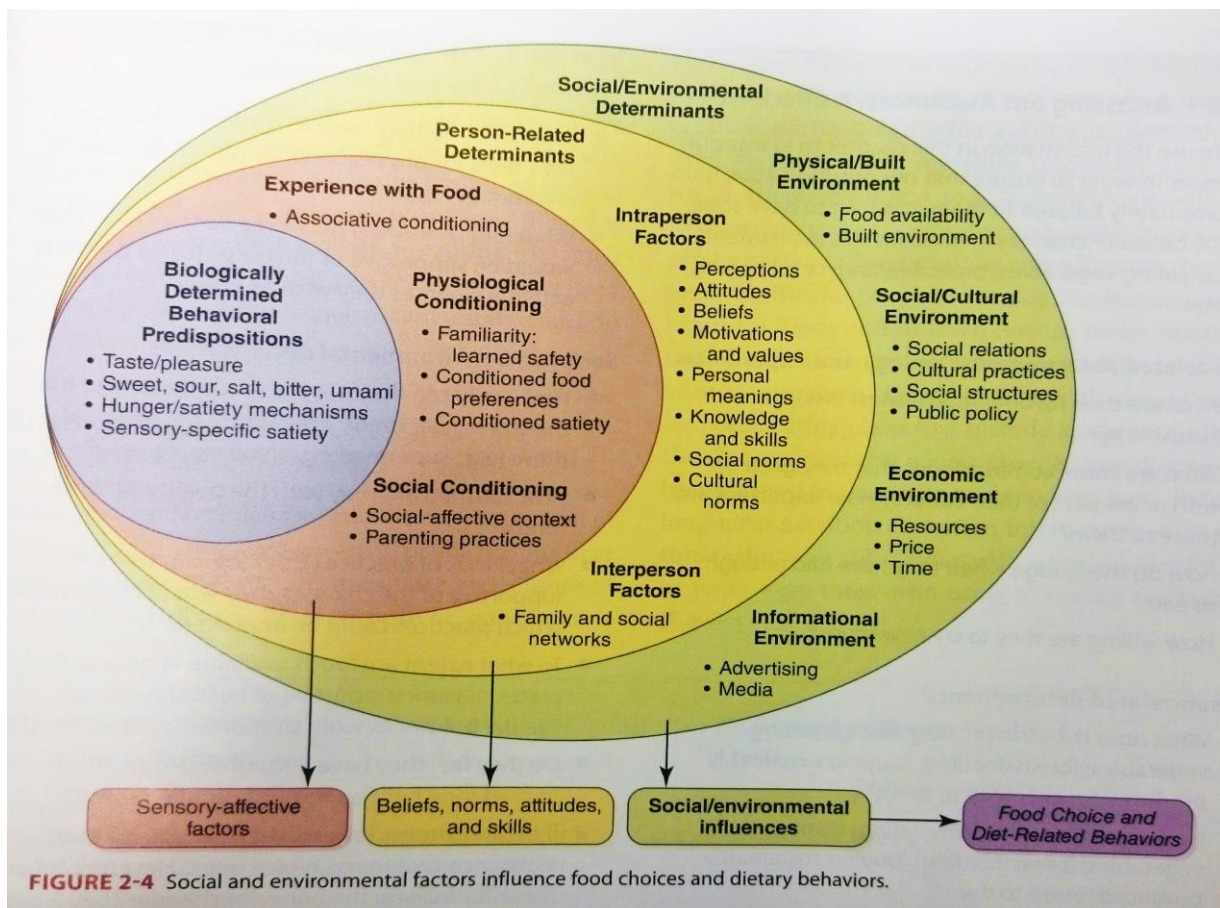 Social/Environmental
Determinants
Person-Related
Determinants
Experience with Food
• Associative conditioning
Biologically
Determined
Behavioral
Predispositions
• Taste/pleasure
• Sweet, sour, salt, bitter, umami
• Hunger/satiety mechanisms
• Sensory-specific satiety
Physiological
Conditioning
• Familiarity:
learned safety
• Conditioned food
preferences
• Conditioned satiety
Social Conditioning
• Social-affective context
• Parenting practices
Intraperson
Factors
• Perceptions
• Attitudes
• Beliefs
• Motivations
and values
• Personal
meanings
• Knowledge
and skills
• Social norms
• Cultural
norms
Interperson
Factors
• Family and social
networks
Physical/Built
Environment
• Food availability
• Built environment
Social/Cultural
Environment
• Social relations
• Cultural practices
• Social structures
• Public policy
Economic
Environment
• Resources
• Price
• Time
Informational
Environment
• Advertising
• Media
Sensory-affective
factors
Beliefs, norms, attitudes,
and skills
Social/environmental
influences
Food Choice and
Diet-Related Behaviors
FIGURE 2-4 Social and environmental factors influence food choices and dietary behaviors.